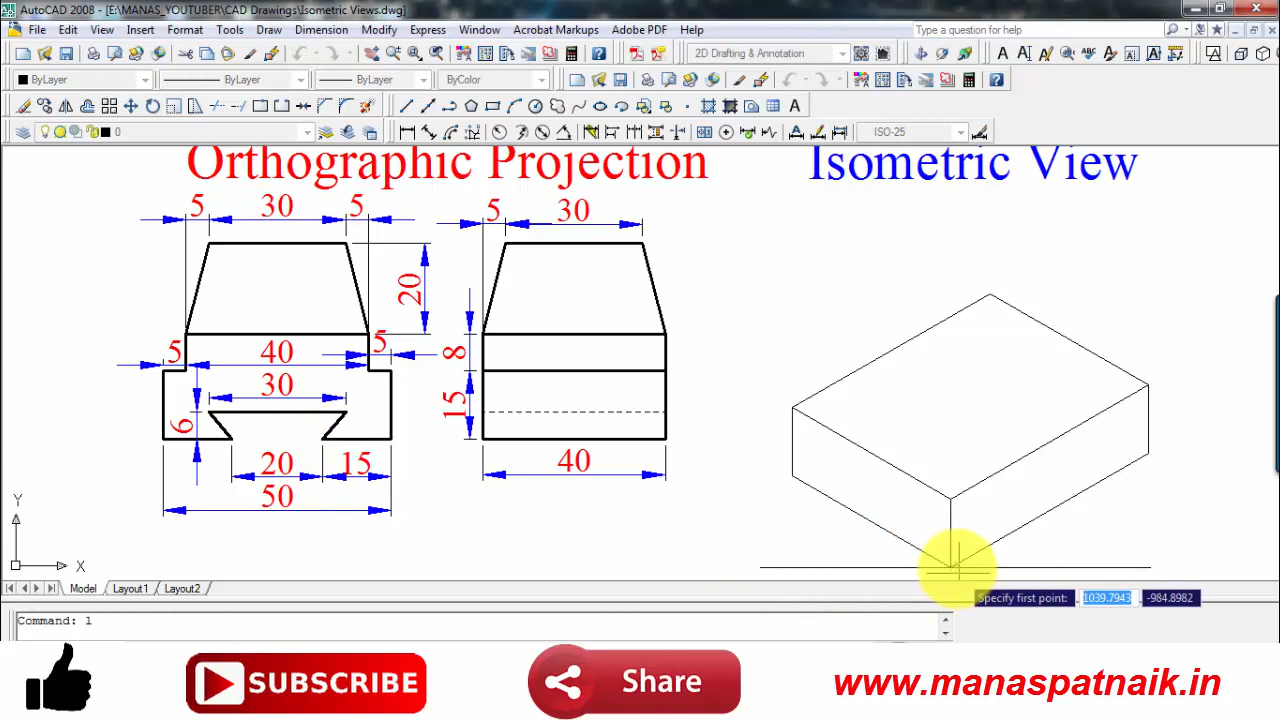 AutoCAD 2008 - [E:\MANAS_YOUTUBER\CAD Drawings\Isometric Views.dwg]
File Edit View Insert Format Tools Draw Dimension Modify Express Window Acrobat Markups Adobe PDF Help
Type a question for help
2D Drafting & Annotation
ByLayer ByLayer ByLayer ByColor
0 ISO-25
Orthographic Projection
Isometric View
5 30 5
5 30
20
5 40 5
30
6
8
15
20 15
50
40
Y
X
Model Layout1 Layout2
Specify first point: 1039.7943 -984.8982
Command: l
SUBSCRIBE
Share
www.manaspatnaik.in